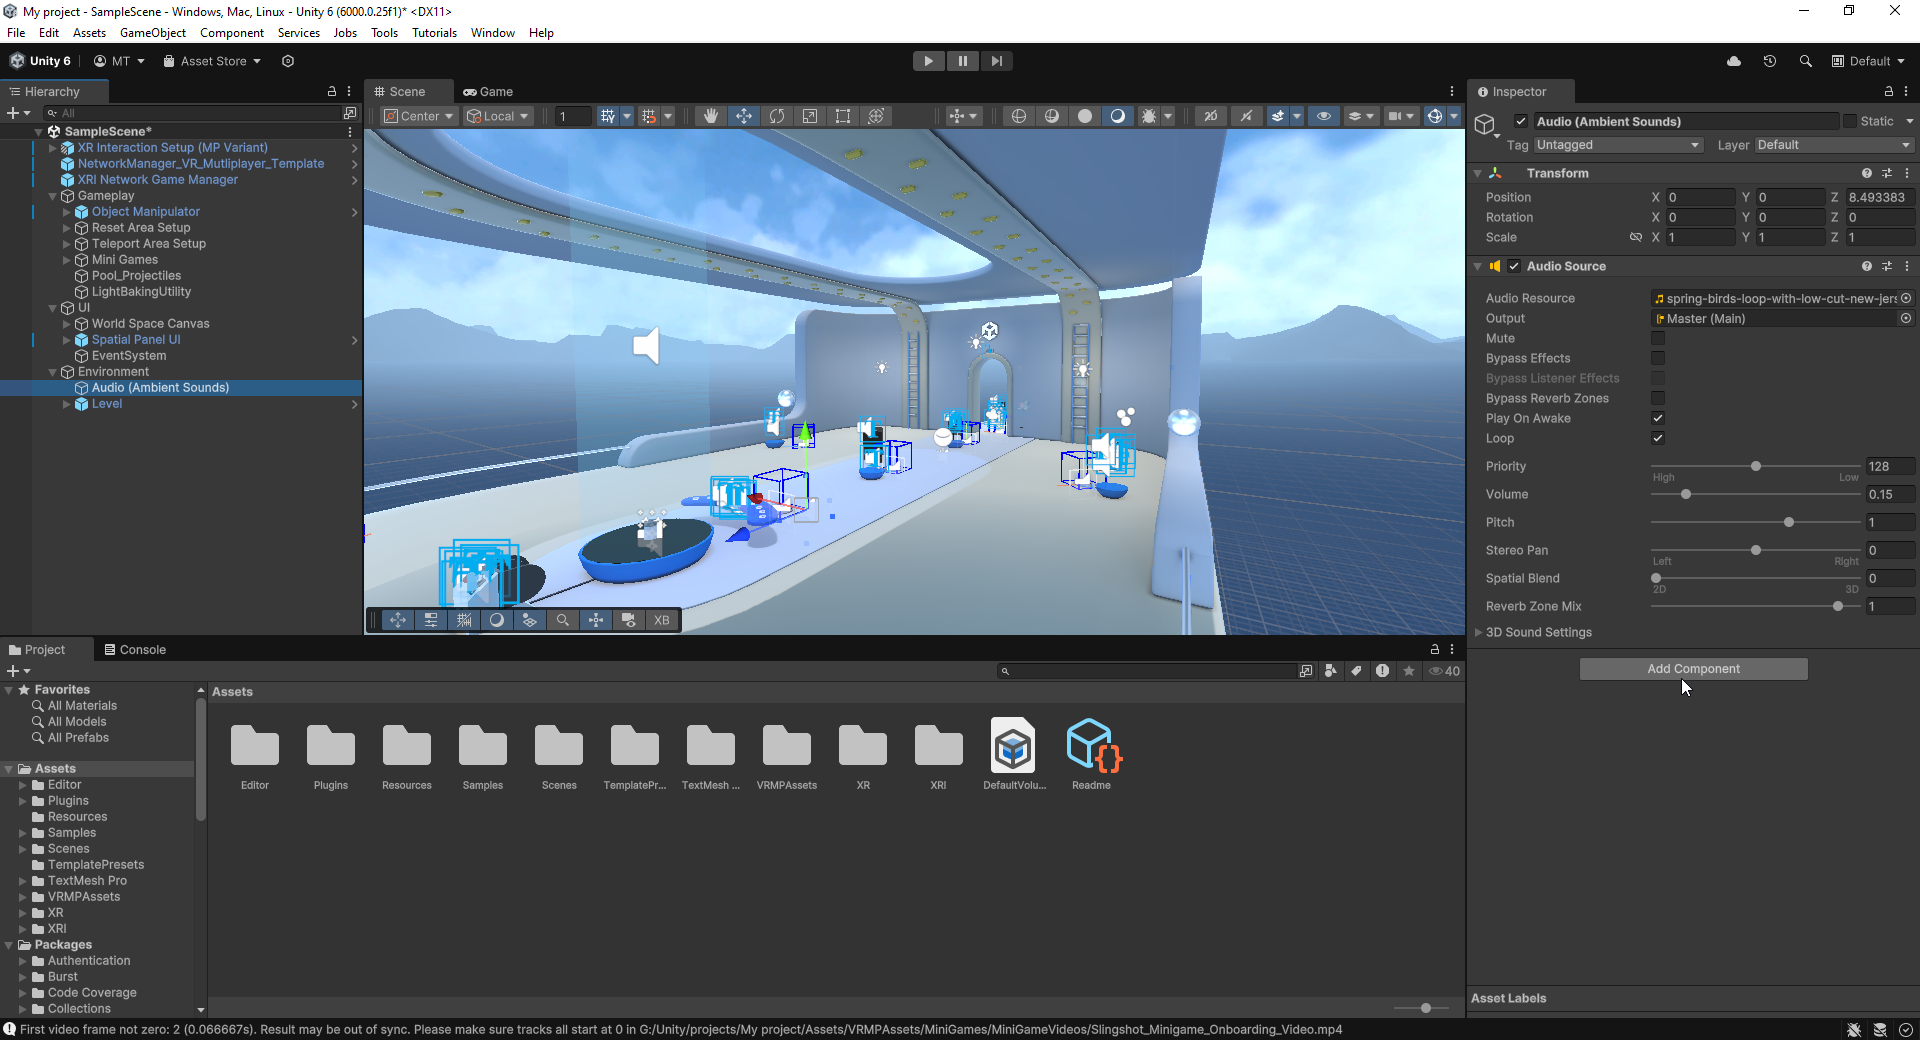 My project - SampleScene - Windows, Mac, Linux - Unity 6 (6000.0.25f1)* <DX11>
File Edit Assets GameObject Component Services Jobs Tools Tutorials Window Help
Unity 6 MT Asset Store Default
Hierarchy
All
SampleScene*
XR Interaction Setup (MP Variant)
NetworkManager_VR_Mutliplayer_Template
XRI Network Game Manager
Gameplay
Object Manipulator
Reset Area Setup
Teleport Area Setup
Mini Games
Pool_Projectiles
LightBakingUtility
UI
World Space Canvas
Spatial Panel UI
EventSystem
Environment
Audio (Ambient Sounds)
Level
Scene Game
Center Local 1 2D
XB
Inspector
Audio (Ambient Sounds) Static
Tag Untagged Layer Default
Transform
Position X 0 Y 0 Z 8.493383
Rotation X 0 Y 0 Z 0
Scale X 1 Y 1 Z 1
Audio Source
Audio Resource spring-birds-loop-with-low-cut-new-jers
Output Master (Main)
Mute
Bypass Effects
Bypass Listener Effects
Bypass Reverb Zones
Play On Awake
Loop
Priority 128
High Low
Volume 0.15
Pitch 1
Stereo Pan 0
Left Right
Spatial Blend 0
2D 3D
Reverb Zone Mix 1
3D Sound Settings
Add Component
Asset Labels
Project Console
40
Favorites
All Materials
All Models
All Prefabs
Assets
Editor
Plugins
Resources
Samples
Scenes
TemplatePresets
TextMesh Pro
VRMPAssets
XR
XRI
Packages
Authentication
Burst
Code Coverage
Collections
Assets
Editor Plugins Resources Samples Scenes TemplatePr... TextMesh ... VRMPAssets XR XRI DefaultVolu... Readme
First video frame not zero: 2 (0.066667s). Result may be out of sync. Please make sure tracks all start at 0 in G:/Unity/projects/My project/Assets/VRMPAssets/MiniGames/MiniGameVideos/Slingshot_Minigame_Onboarding_Video.mp4